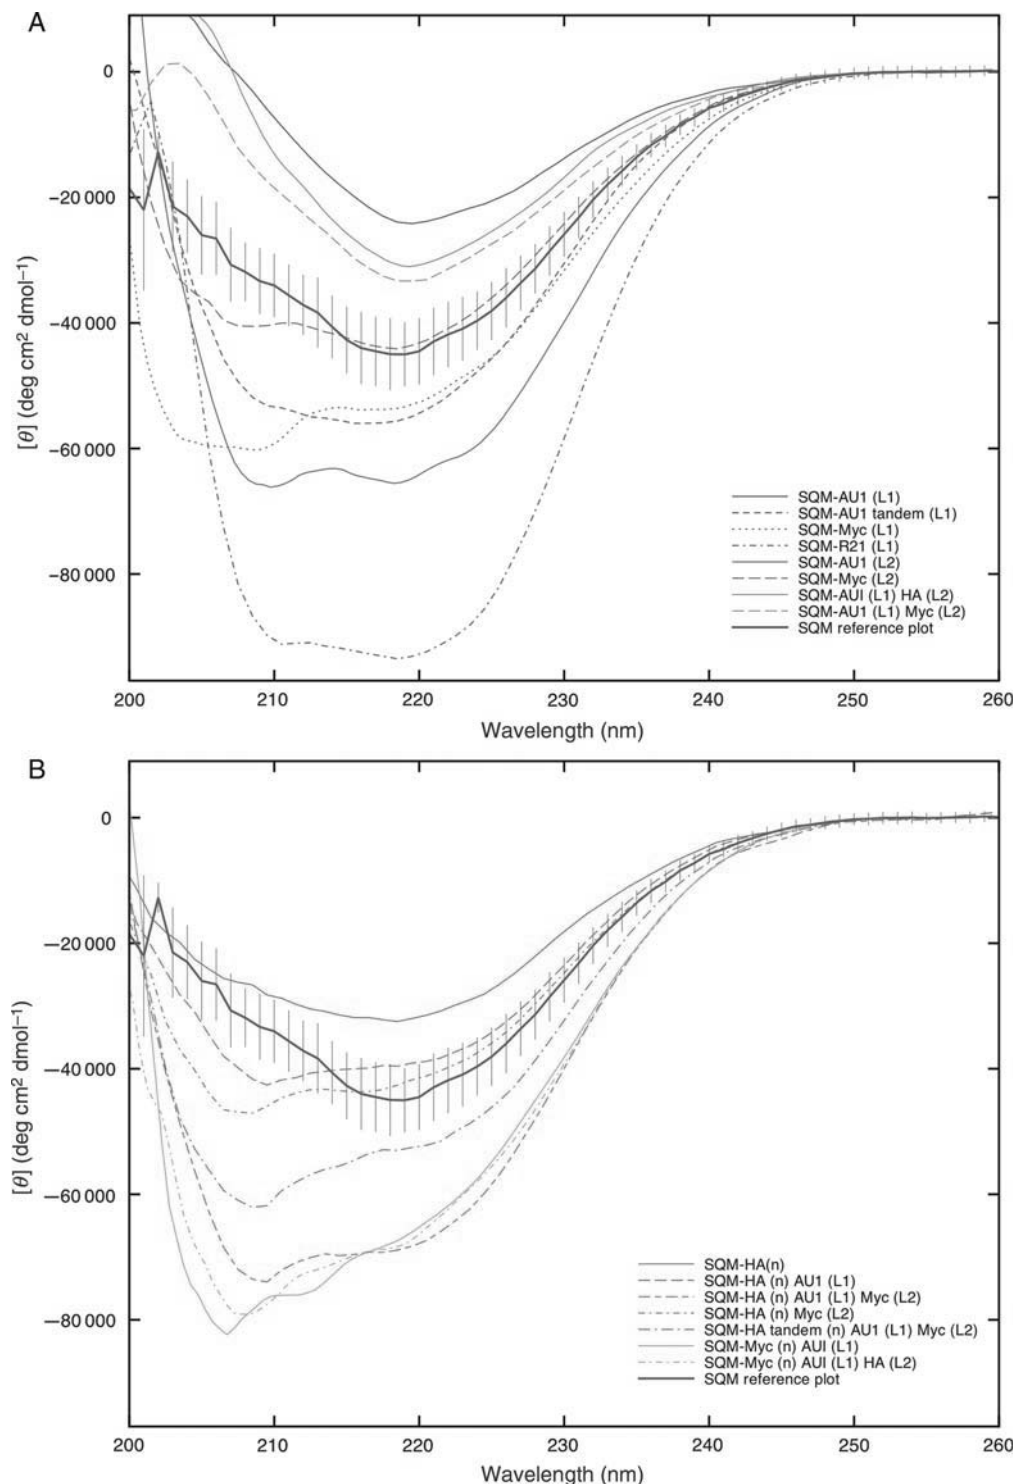 A
0
−20 000
−40 000
−60 000
−80 000
[θ] (deg cm² dmol⁻¹)
SQM-AU1 (L1)
SQM-AU1 tandem (L1)
SQM-Myc (L1)
SQM-R21 (L1)
SQM-AU1 (L2)
SQM-Myc (L2)
SQM-AUI (L1) HA (L2)
SQM-AU1 (L1) Myc (L2)
SQM reference plot
200 210 220 230 240 250 260
Wavelength (nm)
B
0
−20 000
−40 000
−60 000
−80 000
[θ] (deg cm² dmol⁻¹)
SQM-HA(n)
SQM-HA (n) AU1 (L1)
SQM-HA (n) AU1 (L1) Myc (L2)
SQM-HA (n) Myc (L2)
SQM-HA tandem (n) AU1 (L1) Myc (L2)
SQM-Myc (n) AUI (L1)
SQM-Myc (n) AUI (L1) HA (L2)
SQM reference plot
200 210 220 230 240 250 260
Wavelength (nm)